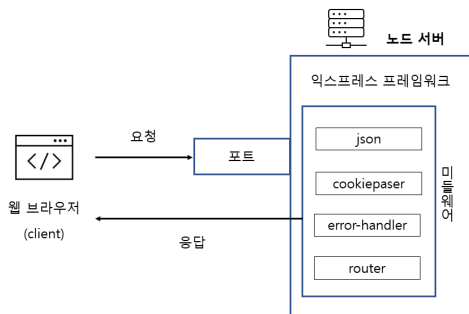 노드 서버
익스프레스 프레임워크
요청
포트
json
cookiepaser
error-handler
router
미들웨어
</>
웹 브라우저
(client)
응답